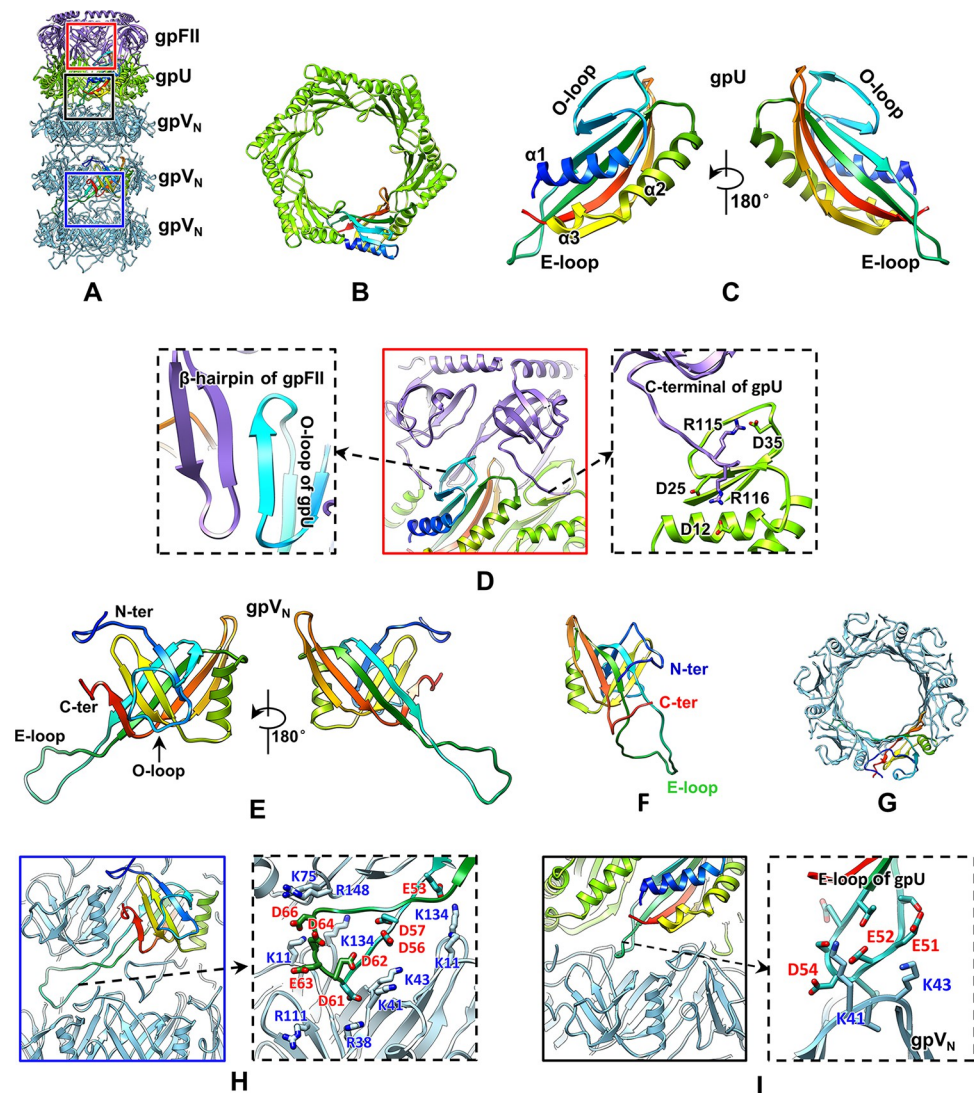 gpFII
gpU
gpVN
gpVN
gpVN
A
B
O-loop
gpU
O-loop
α1
α2
α3
180°
E-loop
E-loop
C
β-hairpin of gpFII
O-loop of gpU
C-terminal of gpU
R115
D35
D25
R116
D12
D
N-ter
gpVN
C-ter
E-loop
O-loop
180°
E
N-ter
C-ter
E-loop
F
G
K75
R148
E53
D66
D64
K134
D57
K134
D56
K11
D62
K11
E63
K43
D61
K41
R111
R38
H
E-loop of gpU
E52
E51
D54
K43
K41
gpVN
I